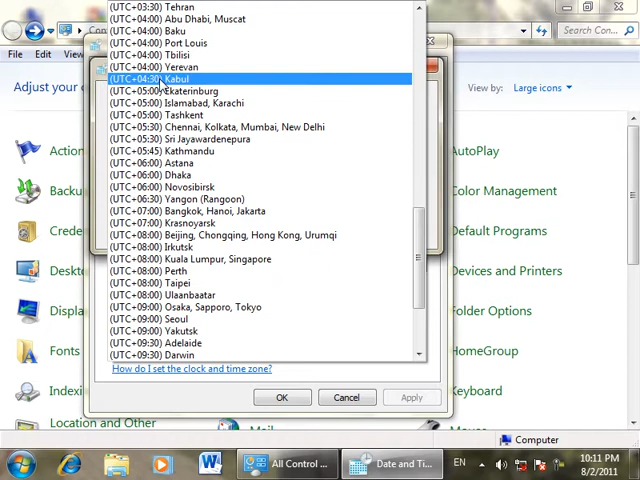 (UTC+03:30) Tehran
(UTC+04:00) Abu Dhabi, Muscat
(UTC+04:00) Baku
(UTC+04:00) Port Louis
(UTC+04:00) Tbilisi
(UTC+04:00) Yerevan
(UTC+04:30) Kabul
(UTC+05:00) Ekaterinburg
(UTC+05:00) Islamabad, Karachi
(UTC+05:00) Tashkent
(UTC+05:30) Chennai, Kolkata, Mumbai, New Delhi
(UTC+05:30) Sri Jayawardenepura
(UTC+05:45) Kathmandu
(UTC+06:00) Astana
(UTC+06:00) Dhaka
(UTC+06:00) Novosibirsk
(UTC+06:30) Yangon (Rangoon)
(UTC+07:00) Bangkok, Hanoi, Jakarta
(UTC+07:00) Krasnoyarsk
(UTC+08:00) Beijing, Chongqing, Hong Kong, Urumqi
(UTC+08:00) Irkutsk
(UTC+08:00) Kuala Lumpur, Singapore
(UTC+08:00) Perth
(UTC+08:00) Taipei
(UTC+08:00) Ulaanbaatar
(UTC+09:00) Osaka, Sapporo, Tokyo
(UTC+09:00) Seoul
(UTC+09:00) Yakutsk
(UTC+09:30) Adelaide
(UTC+09:30) Darwin
How do I set the clock and time zone?
OK Cancel Apply
Search Con...
File Edit View
Adjust your
View by: Large icons
Action
AutoPlay
Backu
Color Management
Crede
Default Programs
Deskto
Devices and Printers
Display
Folder Options
Fonts
HomeGroup
Indexi
Keyboard
Location and Other
Mail
Computer
All Control ...
Date and Ti...
EN
10:11 PM
8/2/2011